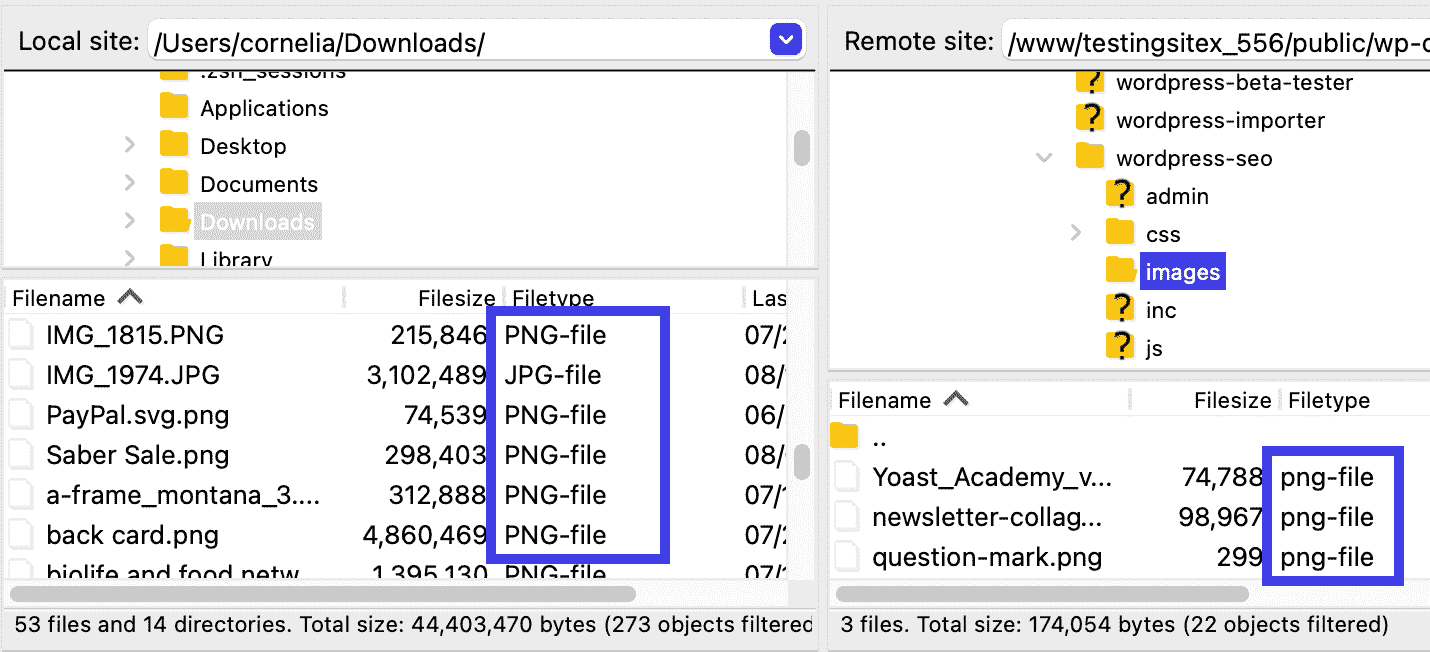 Local site: /Users/cornelia/Downloads/
.zsh_sessions
Applications
Desktop
Documents
Downloads
Library
Filename Filesize Filetype Las
IMG_1815.PNG 215,846 PNG-file 07/2
IMG_1974.JPG 3,102,489 JPG-file 08/
PayPal.svg.png 74,539 PNG-file 06/
Saber Sale.png 298,403 PNG-file 08/
a-frame_montana_3.... 312,888 PNG-file 07/
back card.png 4,860,469 PNG-file 07/2
biolife and food netw 1,395,130 PNG-file 07/
53 files and 14 directories. Total size: 44,403,470 bytes (273 objects filtered
Remote site: /www/testingsitex_556/public/wp-c
wordpress-beta-tester
wordpress-importer
wordpress-seo
admin
css
images
inc
js
Filename Filesize Filetype
..
Yoast_Academy_v... 74,788 png-file
newsletter-collag... 98,967 png-file
question-mark.png 299 png-file
3 files. Total size: 174,054 bytes (22 objects filtered)